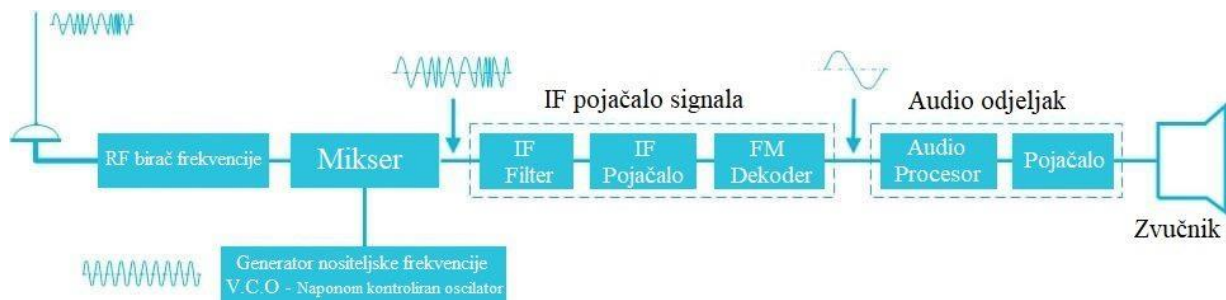 IF pojačalo signala
Audio odjeljak
RF birač frekvencije
Mikser
IF
Filter
IF
Pojačalo
FM
Dekoder
Audio
Procesor
Pojačalo
Zvučnik
Generator nositeljske frekvencije
V.C.O - Naponom kontroliran oscilator